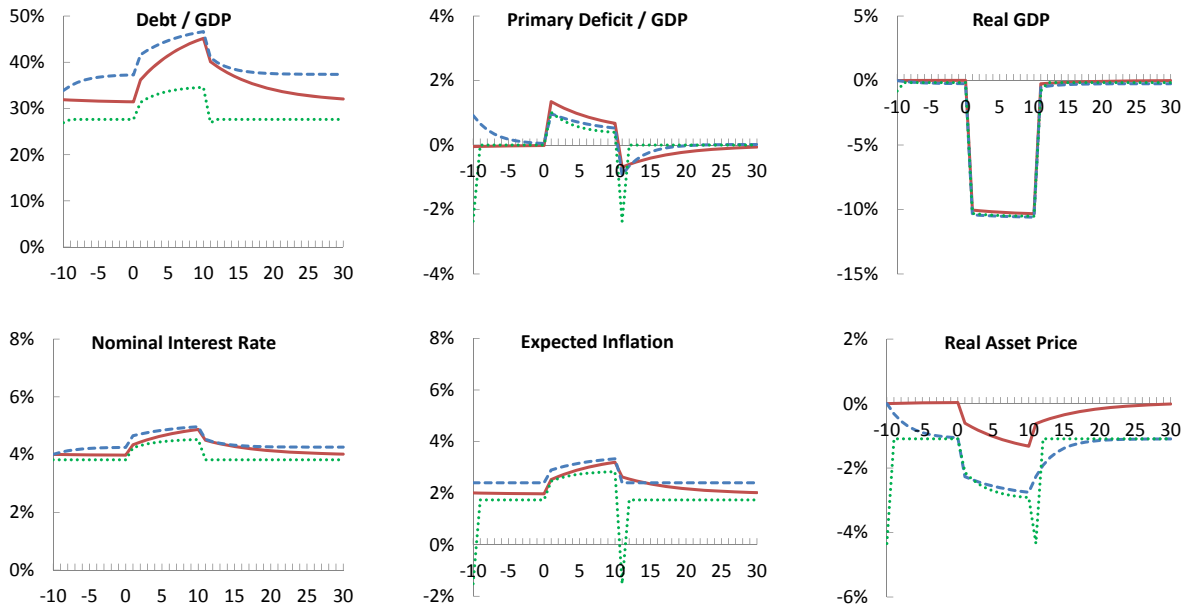 Debt / GDP
50%
40%
30%
20%
10%
0%
-10 -5 0 5 10 15 20 25 30
Primary Deficit / GDP
4%
2%
0%
-2%
-4%
-10 -5 0 5 10 15 20 25 30
Real GDP
5%
0%
-5%
-10%
-15%
-10 -5 0 5 10 15 20 25 30
Nominal Interest Rate
8%
6%
4%
2%
0%
-10 -5 0 5 10 15 20 25 30
Expected Inflation
8%
6%
4%
2%
0%
-2%
-10 -5 0 5 10 15 20 25 30
Real Asset Price
2%
0%
-2%
-4%
-6%
-10 -5 0 5 10 15 20 25 30